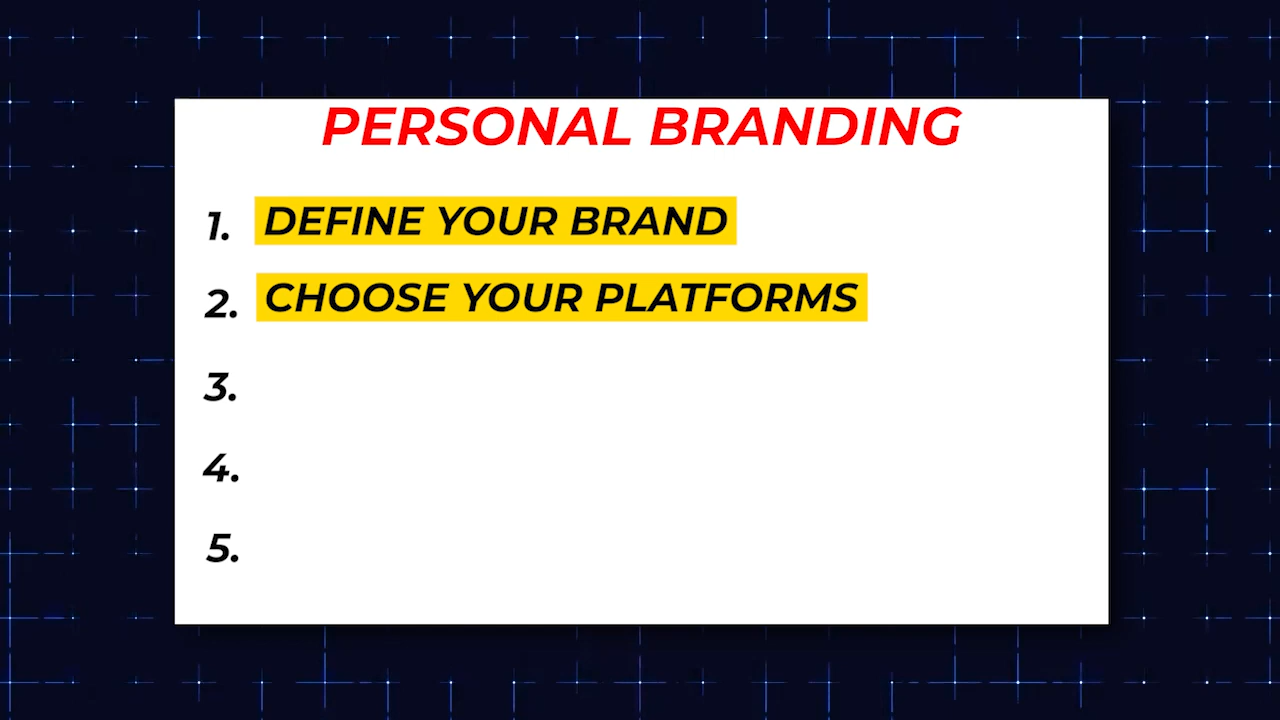 PERSONAL BRANDING
1. DEFINE YOUR BRAND
2. CHOOSE YOUR PLATFORMS
3.
4.
5.